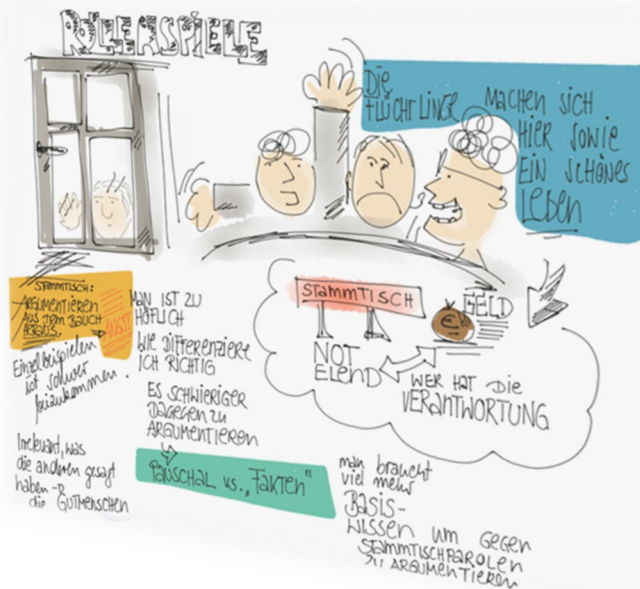 ROLLENSPIELE
DIE
FLÜCHTLINGE MACHEN SICH
HIER SOWIE
EIN SCHÖNES
LEBEN
STAMMTISCH:
ARGUMENTIEREN
AUS DEM BAUCH
HERAUS.
Einzelbeispielen
ist schwer
beizukommen.
Irrelevant, was
die anderen gesagt
haben →
die GUTMENSCHEN
MAN IST ZU
HÖFLICH
WIE DIFFERENZIERE
ICH RICHTIG
ES SCHWIERIGER
DAGEGEN ZU
ARGUMENTIEREN
PAUSCHAL vs. „FAKTEN"
STAMMTISCH
GELD
€
NOT
ELEND
WER HAT DIE
VERANTWORTUNG
man braucht
viel mehr
BASIS-
WISSEN UM GEGEN
STAMMTISCHPAROLEN
ZU ARGUMENTIEREN